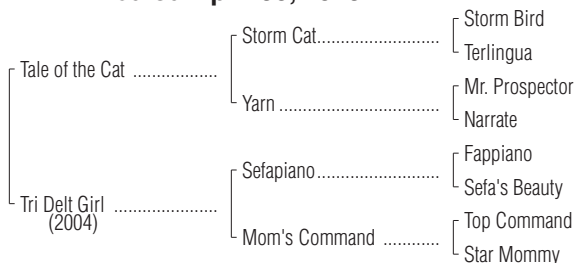 Storm Bird
Storm Cat........................................
Terlingua
Tale of the Cat ..................
Mr. Prospector
Yarn ......................................
Narrate
Fappiano
Sefapiano..............................
Sefa's Beauty
Tri Delt Girl ......................
(2004)
Top Command
Mom's Command ............
Star Mommy